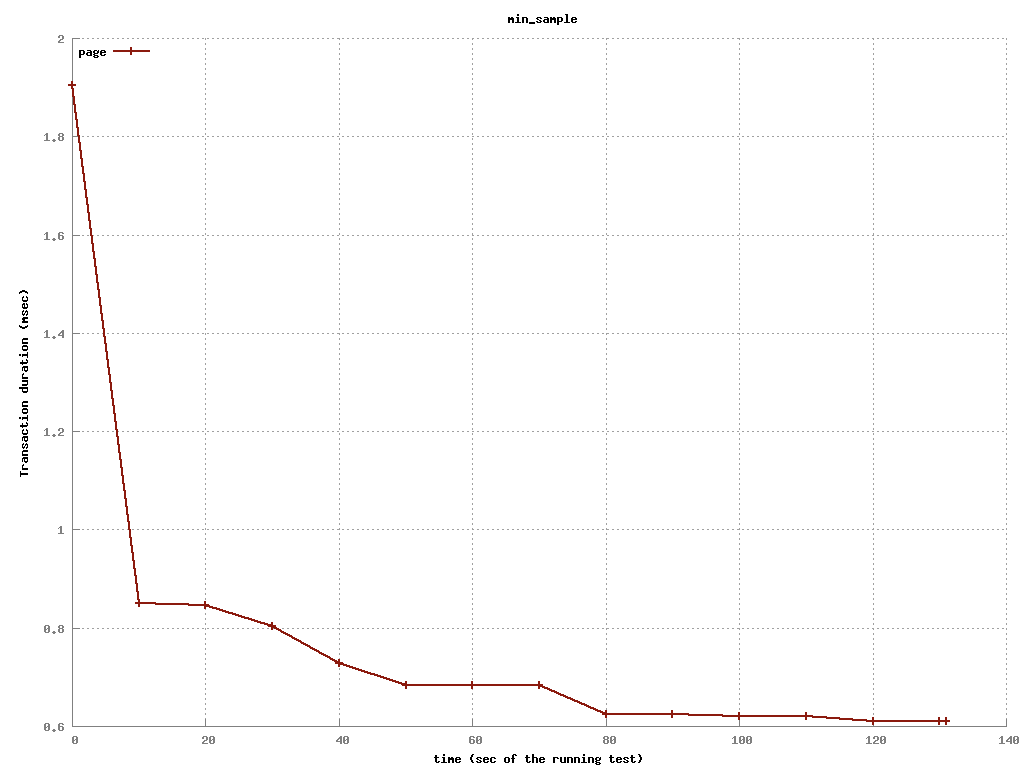 min_sample
2
page
1.8
1.6
1.4
1.2
1
0.8
0.6
Transaction duration (msec)
0 20 40 60 80 100 120 140
time (sec of the running test)